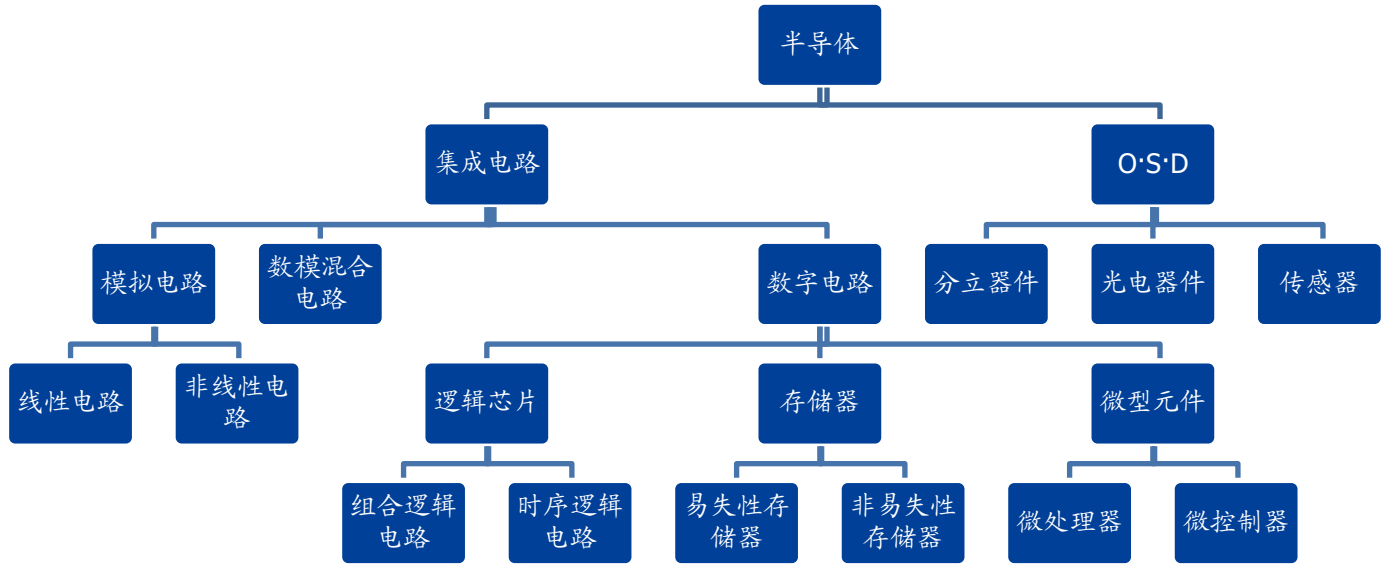 半导体
集成电路
O·S·D
模拟电路
数模混合
电路
数字电路
分立器件
光电器件
传感器
线性电路
非线性电
路
逻辑芯片
存储器
微型元件
组合逻辑
电路
时序逻辑
电路
易失性存
储器
非易失性
存储器
微处理器
微控制器